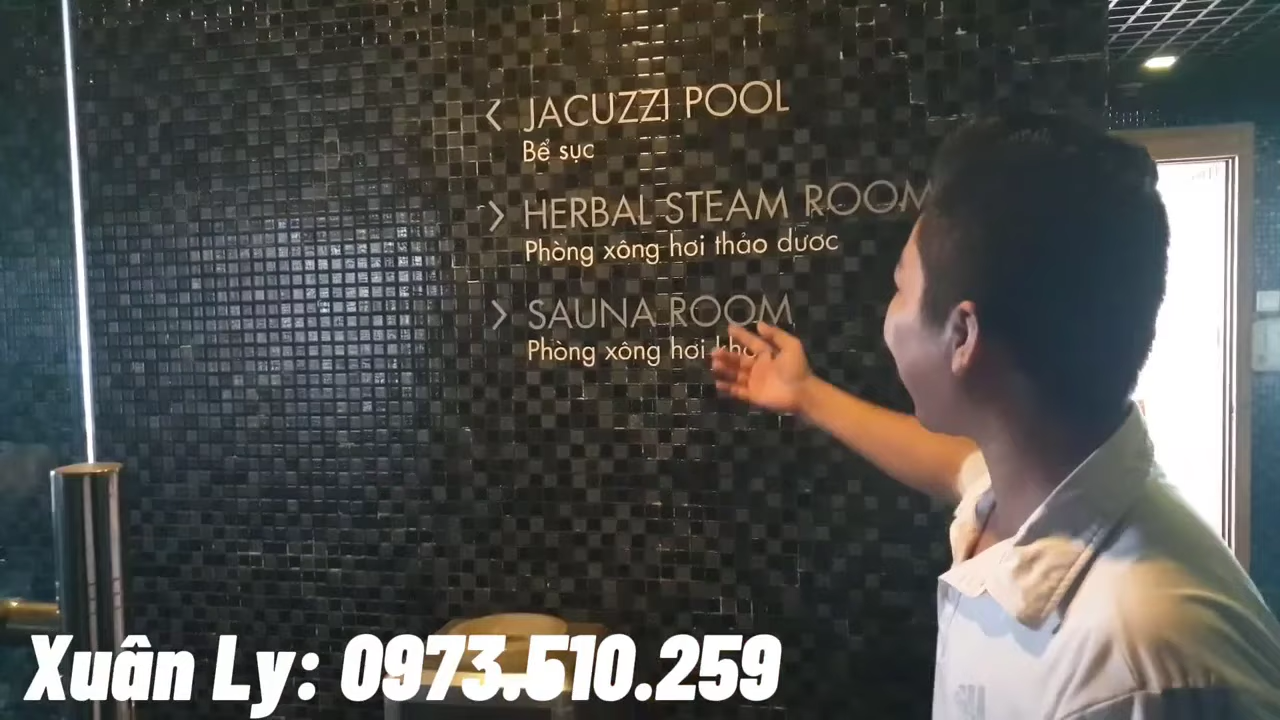 < JACUZZI POOL
Bể sục
> HERBAL STEAM ROOM
Phòng xông hơi thảo dược
> SAUNA ROOM
Phòng xông hơi
Xuân Ly: 0973.510.259